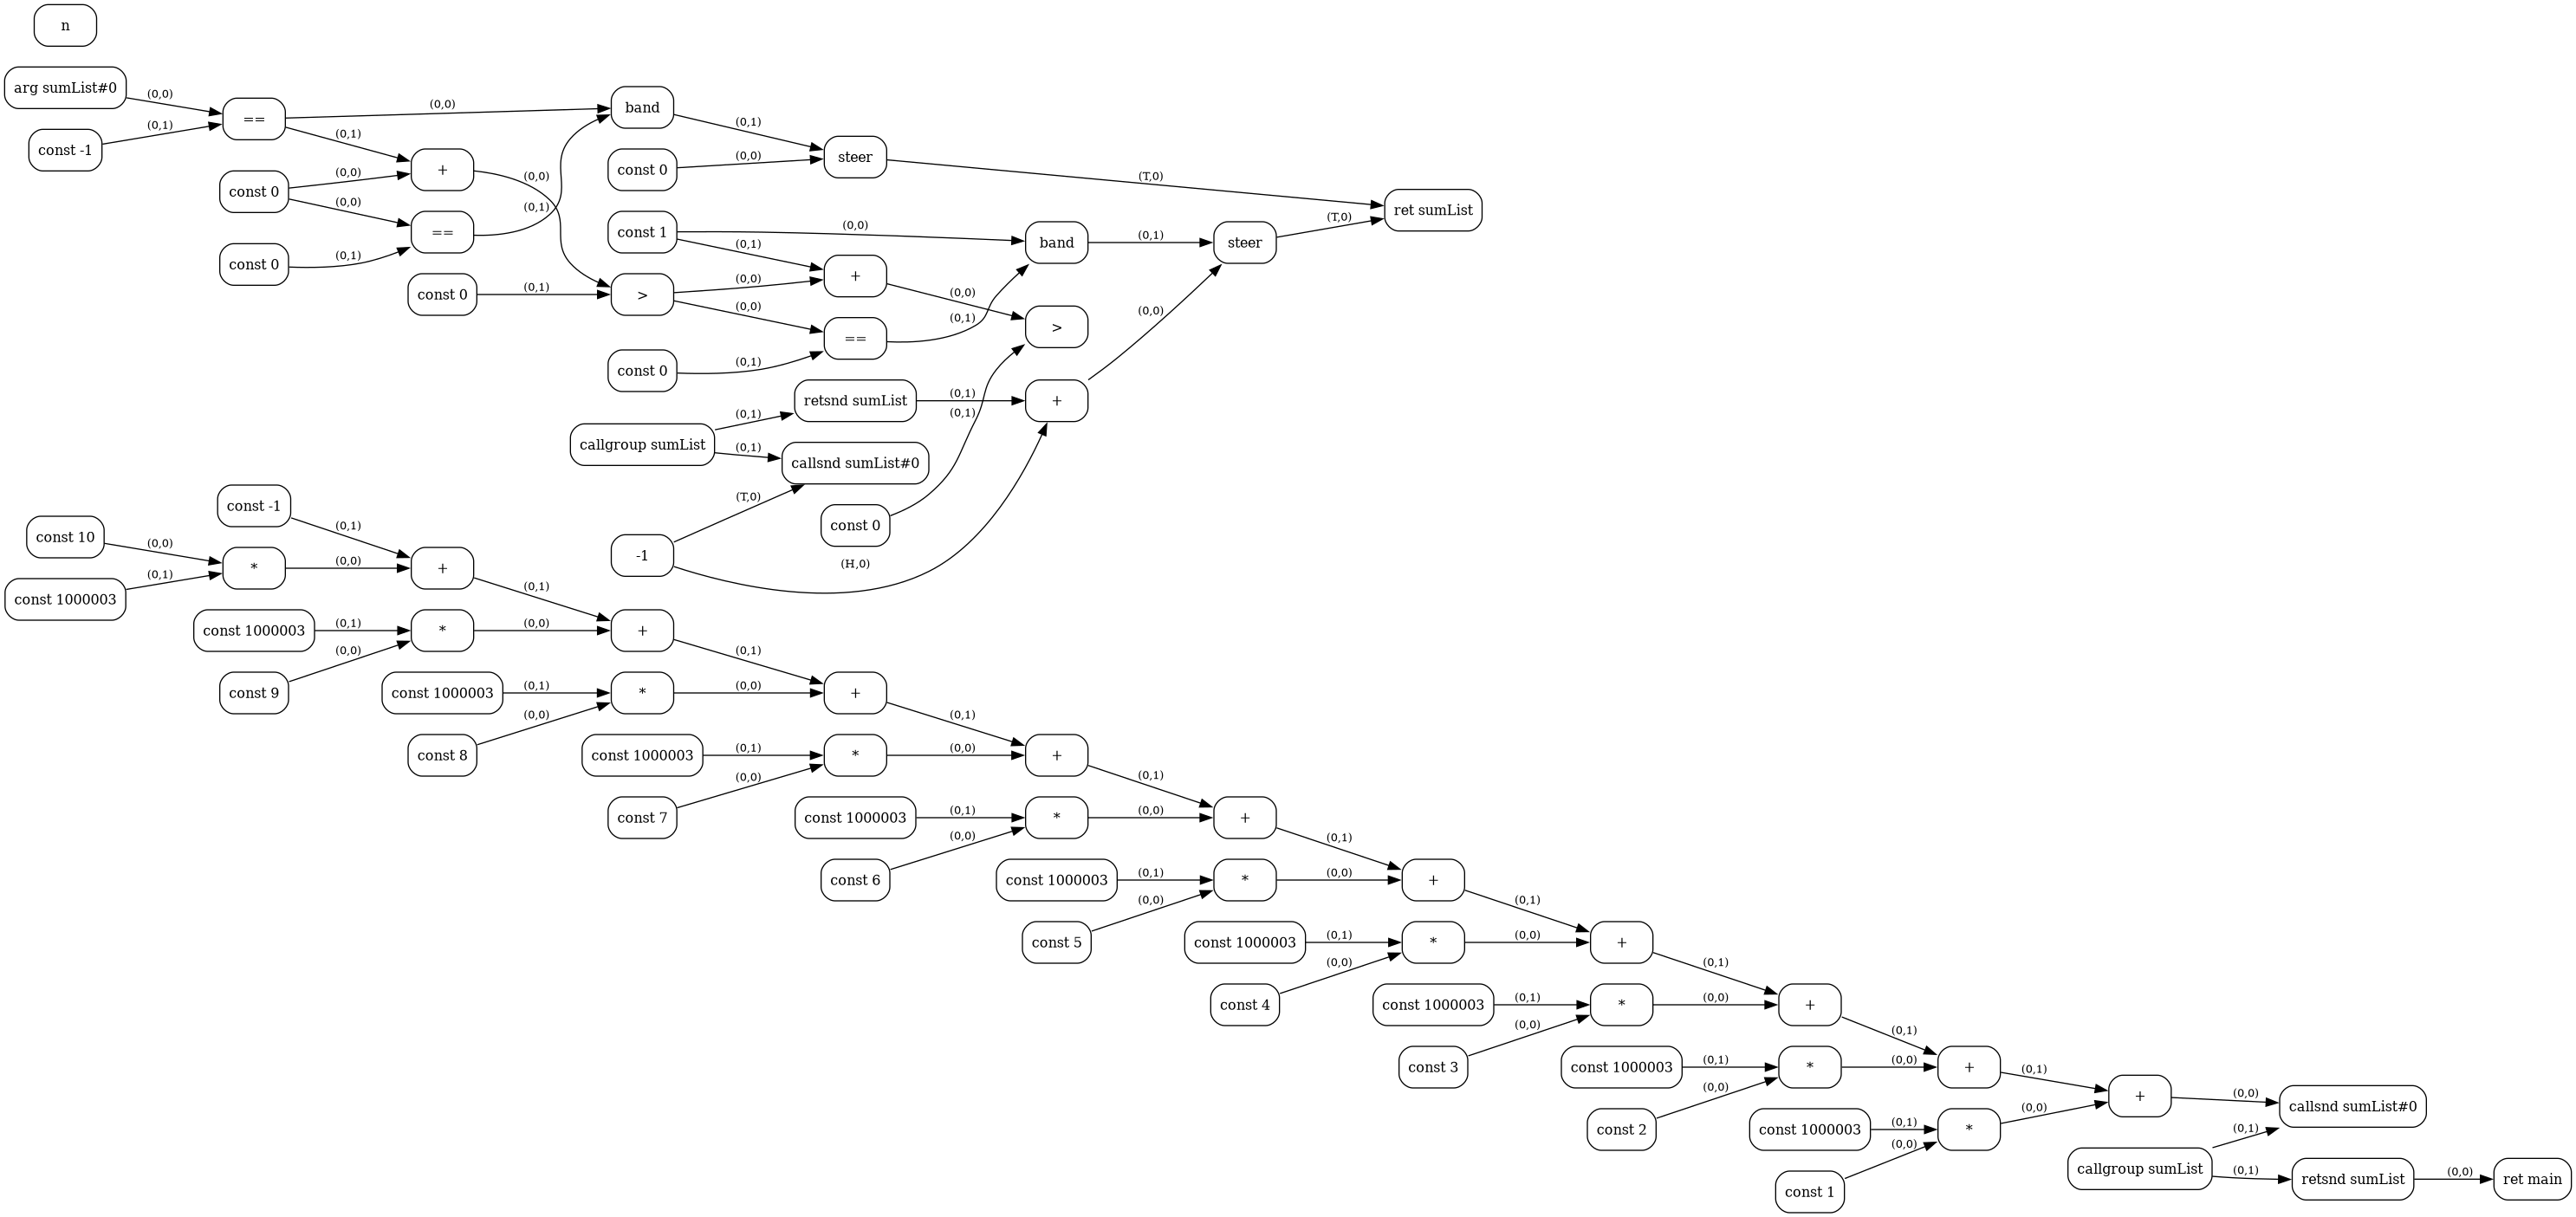 n
arg sumList#0
(0,0)
const -1
(0,1)
==
(0,0)
(0,1)
const 0
(0,0)
(0,0)
const 0
(0,1)
+
(0,0)
==
(0,1)
const 0
(0,1)
band
(0,1)
const 0
(0,0)
steer
(T,0)
const 1
(0,0)
(0,1)
>
(0,0)
(0,0)
const 0
(0,1)
+
(0,0)
==
(0,1)
band
(0,1)
>
steer
(T,0)
ret sumList
callgroup sumList
(0,1)
(0,1)
retsnd sumList
(0,1)
callsnd sumList#0
const 0
(0,1)
+
(0,0)
-1
(T,0)
(H,0)
const -1
(0,1)
const 10
(0,0)
const 1000003
(0,1)
*
(0,0)
+
(0,1)
const 1000003
(0,1)
const 9
(0,0)
*
(0,0)
+
(0,1)
const 1000003
(0,1)
const 8
(0,0)
*
(0,0)
+
(0,1)
const 1000003
(0,1)
const 7
(0,0)
*
(0,0)
+
(0,1)
const 1000003
(0,1)
const 6
(0,0)
*
(0,0)
+
(0,1)
const 1000003
(0,1)
const 5
(0,0)
*
(0,0)
+
(0,1)
const 1000003
(0,1)
const 4
(0,0)
*
(0,0)
+
(0,1)
const 1000003
(0,1)
const 3
(0,0)
*
(0,0)
+
(0,1)
const 1000003
(0,1)
const 2
(0,0)
*
(0,0)
+
(0,1)
const 1000003
(0,1)
const 1
(0,0)
*
(0,0)
+
(0,0)
callsnd sumList#0
callgroup sumList
(0,1)
(0,1)
retsnd sumList
(0,0)
ret main